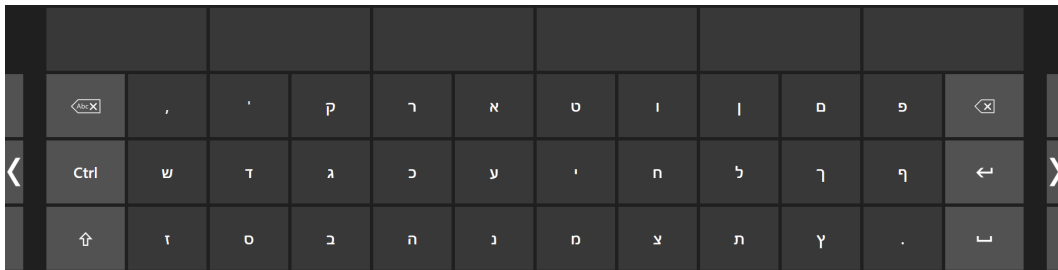 Abc , ' ק ר א ט ו ן ם פ
Ctrl ש ד ג כ ע י ח ל ך ף
ז ס ב ה נ מ צ ת ץ .